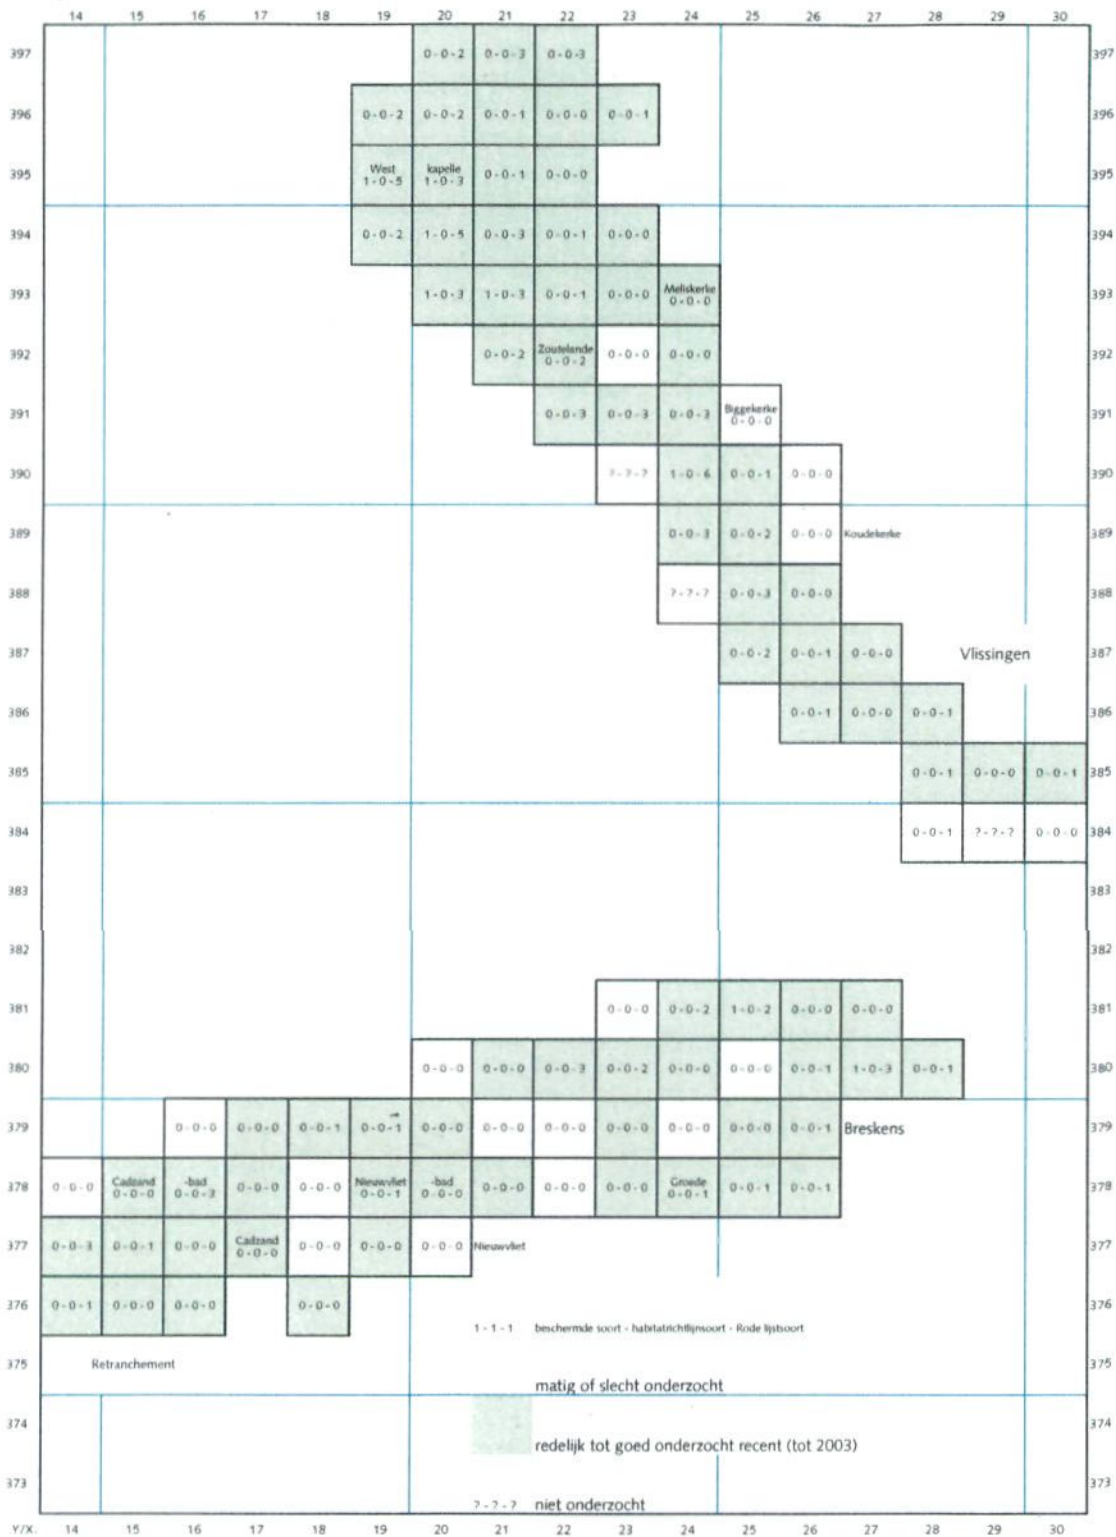 14 15 16 17 18 19 20 21 22 23 24 25 26 27 28 29 30
397 0-0-2 0-0-3 0-0-3 397
396 0-0-2 0-0-2 0-0-1 0-0-0 0-0-1 396
West kapelle
395 1-0-5 1-0-3 0-0-1 0-0-0 395
394 0-0-2 1-0-5 0-0-3 0-0-1 0-0-0 394
Meliskerke
393 1-0-3 1-0-3 0-0-1 0-0-0 0-0-0 393
Zoutelande
392 0-0-2 0-0-2 0-0-0 0-0-0 392
Biggekerke
391 0-0-3 0-0-3 0-0-3 0-0-0 391
390 ?-?-? 1-0-6 0-0-1 0-0-0 390
389 0-0-3 0-0-2 0-0-0 Koudekerke 389
388 ?-?-? 0-0-3 0-0-0 388
387 0-0-2 0-0-1 0-0-0 Vlissingen 387
386 0-0-1 0-0-0 0-0-1 386
385 0-0-1 0-0-0 0-0-1 385
384 0-0-1 ?-?-? 0-0-0 384
383 383
382 382
381 0-0-0 0-0-2 1-0-2 0-0-0 0-0-0 381
380 0-0-0 0-0-0 0-0-3 0-0-2 0-0-0 0-0-0 0-0-1 1-0-3 0-0-1 380
379 0-0-0 0-0-0 0-0-1 0-0-1 0-0-0 0-0-0 0-0-0 0-0-0 0-0-0 0-0-0 0-0-1 Breskens 379
Cadzand -bad Nieuwvliet -bad Groede
378 0-0-0 0-0-0 0-0-3 0-0-0 0-0-0 0-0-1 0-0-0 0-0-0 0-0-0 0-0-0 0-0-1 0-0-1 0-0-1 378
Cadzand
377 0-0-3 0-0-1 0-0-0 0-0-0 0-0-0 0-0-0 0-0-0 Nieuwvliet 377
376 0-0-1 0-0-0 0-0-0 0-0-0 376
1-1-1 beschermde soort - habitatrichtlijnsoort - Rode lijstsoort
375 Retranchement 375
matig of slecht onderzocht
374 374
redelijk tot goed onderzocht recent (tot 2003)
373 373
?-?-? niet onderzocht
Y/X. 14 15 16 17 18 19 20 21 22 23 24 25 26 27 28 29 30